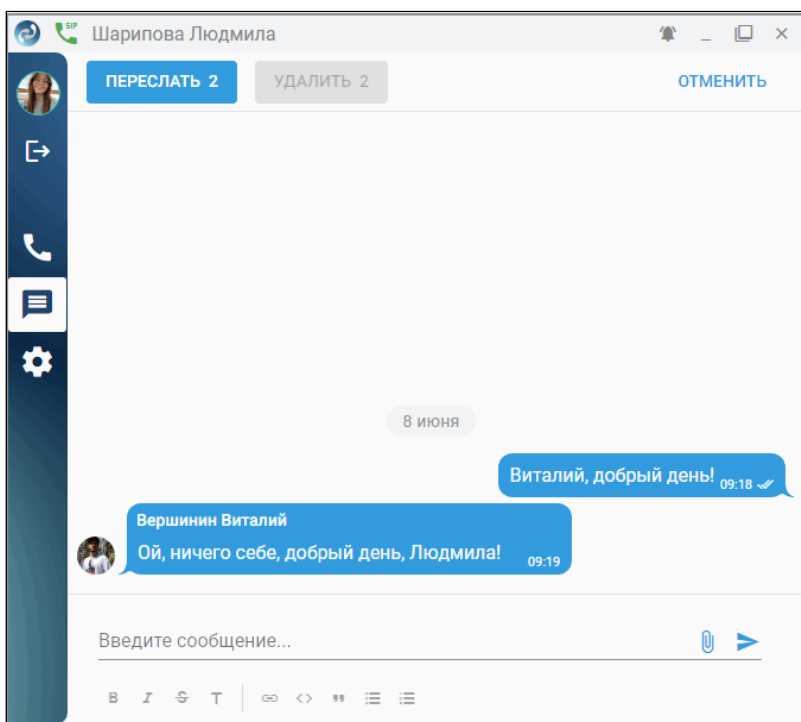 SIP
Шарипова Людмила
ПЕРЕСЛАТЬ 2
УДАЛИТЬ 2
ОТМЕНИТЬ
8 июня
Виталий, добрый день! 09:18
Вершинин Виталий
Ой, ничего себе, добрый день, Людмила! 09:19
Введите сообщение...
B I S T